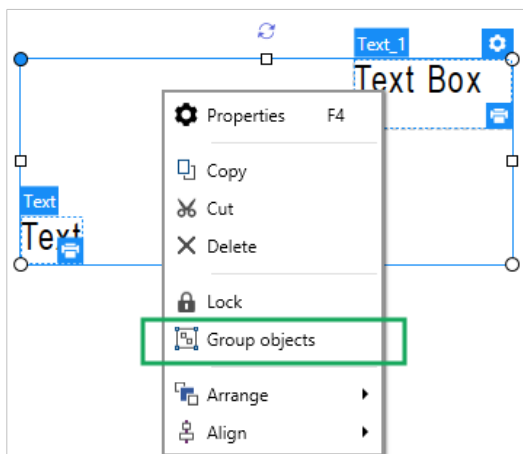 Text_1
Text Box
Properties F4
Copy
Text
Cut
Text
Delete
Lock
Group objects
Arrange
Align